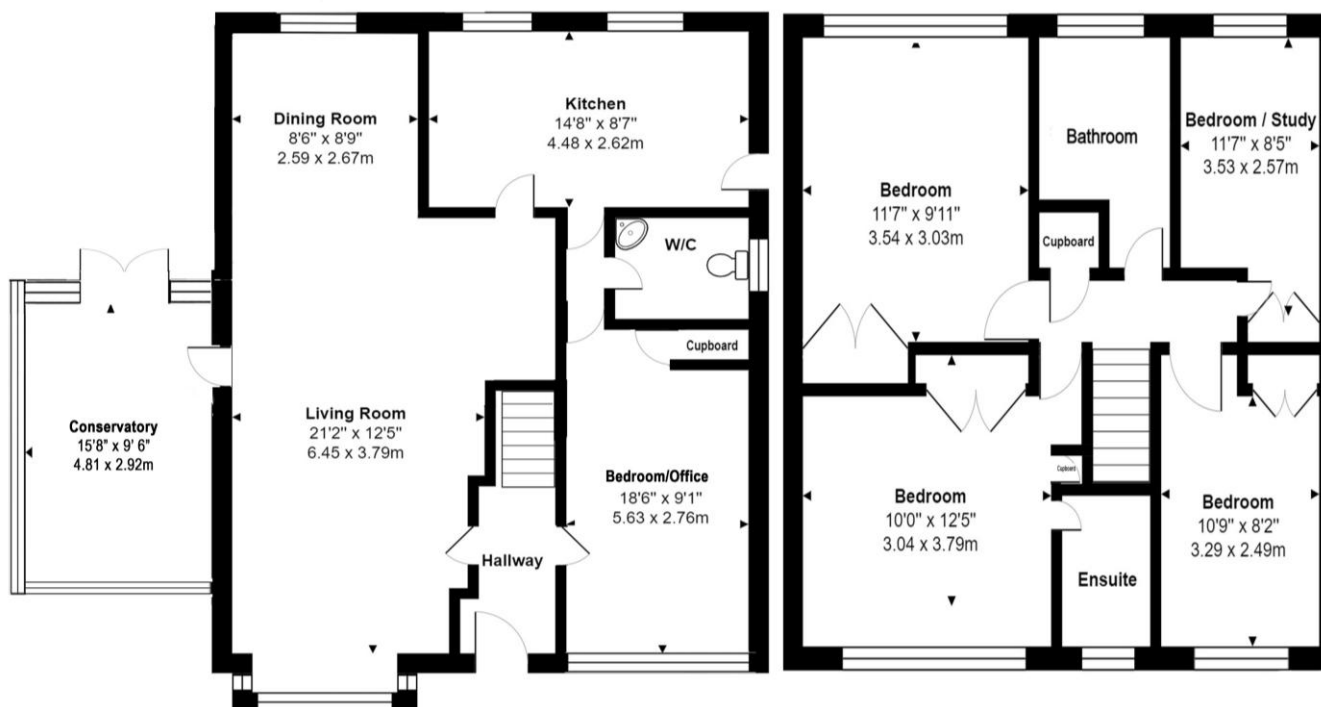 Dining Room
8'6" x 8'9"
2.59 x 2.67m
Kitchen
14'8" x 8'7"
4.48 x 2.62m
W/C
Cupboard
Conservatory
15'8" x 9' 6"
4.81 x 2.92m
Living Room
21'2" x 12'5"
6.45 x 3.79m
Bedroom/Office
18'6" x 9'1"
5.63 x 2.76m
Hallway
Bedroom
11'7" x 9'11"
3.54 x 3.03m
Bathroom
Bedroom / Study
11'7" x 8'5"
3.53 x 2.57m
Cupboard
Bedroom
10'0" x 12'5"
3.04 x 3.79m
Cupboard
Ensuite
Bedroom
10'9" x 8'2"
3.29 x 2.49m